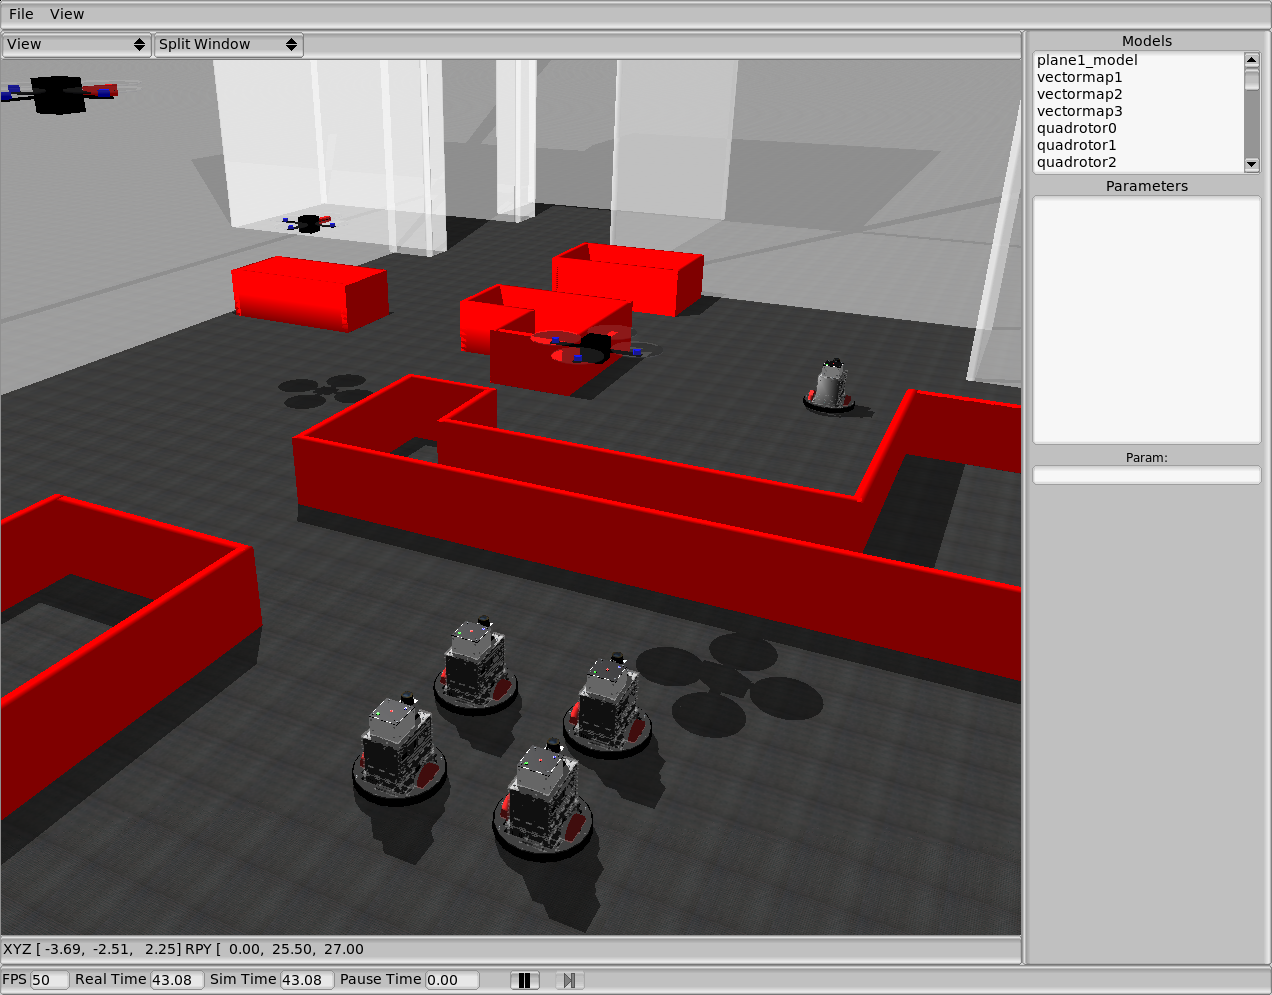 File View
View Split Window
Models
plane1_model
vectormap1
vectormap2
vectormap3
quadrotor0
quadrotor1
quadrotor2
Parameters
Param:
XYZ [ -3.69, -2.51, 2.25] RPY [ 0.00, 25.50, 27.00
FPS 50 Real Time 43.08 Sim Time 43.08 Pause Time 0.00